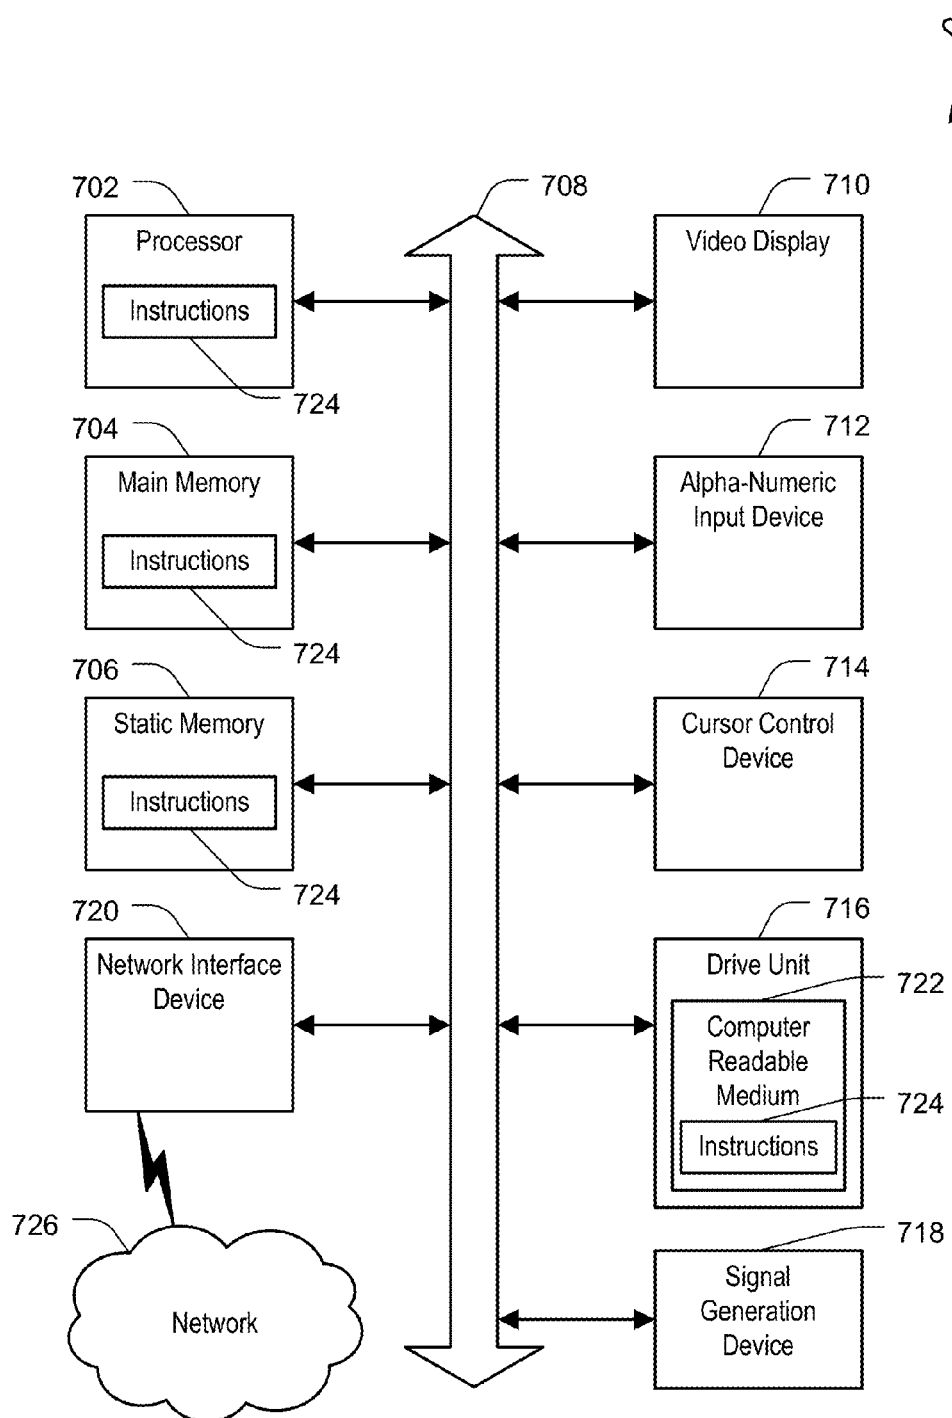 708
702
Processor
Instructions
724
704
Main Memory
Instructions
724
706
Static Memory
Instructions
724
720
Network Interface
Device
726
Network
710
Video Display
712
Alpha-Numeric
Input Device
714
Cursor Control
Device
716
Drive Unit
722
Computer
Readable
Medium
724
Instructions
718
Signal
Generation
Device